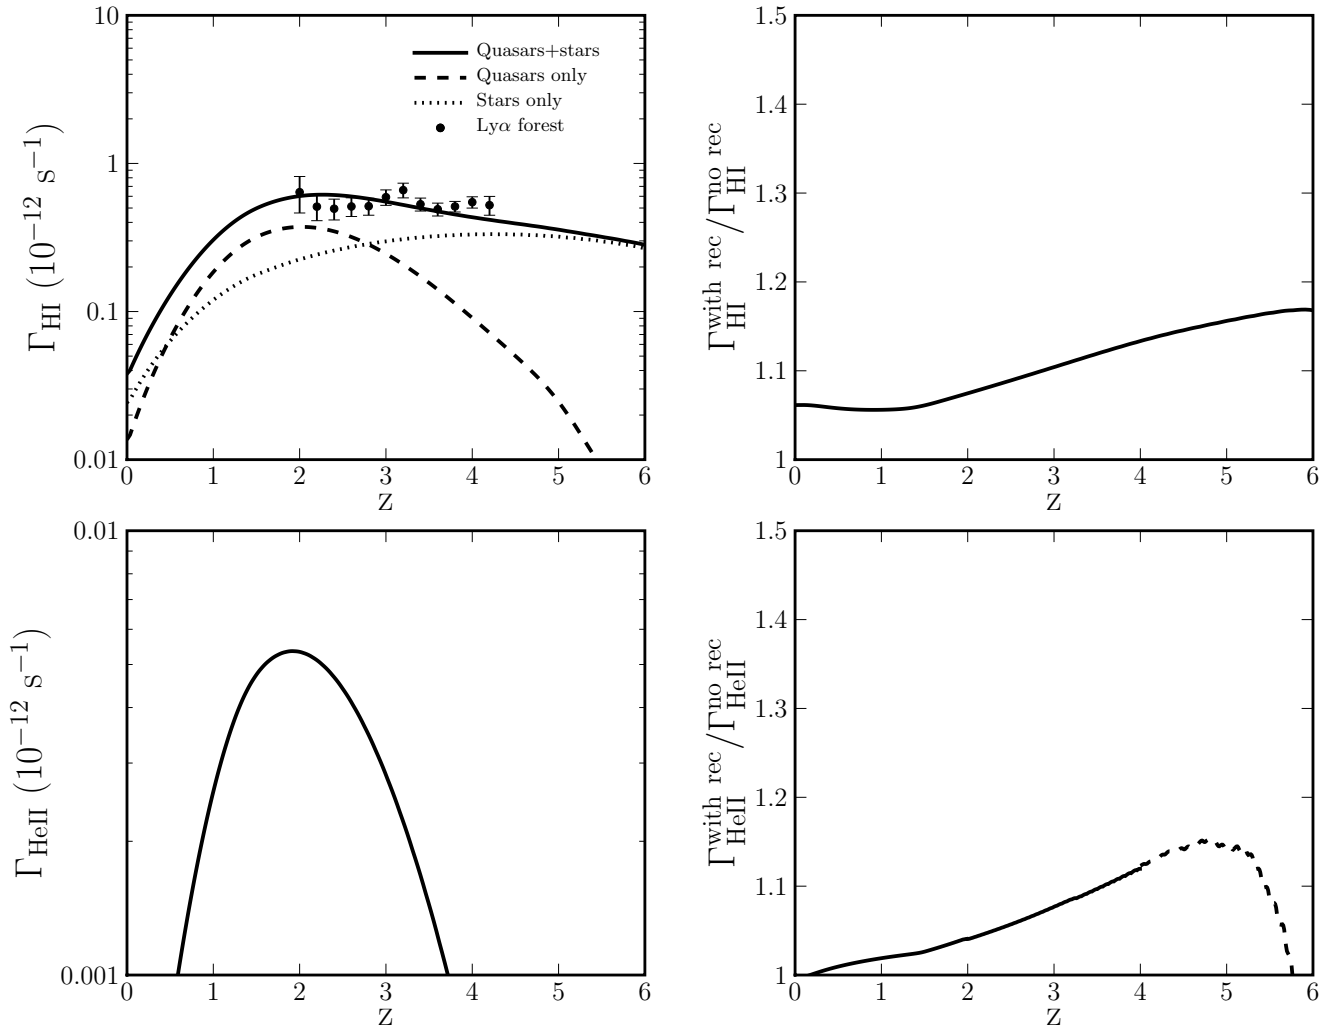 10
1
0.1
0.01
Γ_HI (10^−12 s^−1)
Quasars+stars
Quasars only
Stars only
Lyα forest
0 1 2 3 4 5 6
z
1.5
1.4
1.3
1.2
1.1
1
Γ_HI^with rec /Γ_HI^no rec
0 1 2 3 4 5 6
z
0.01
0.001
Γ_HeII (10^−12 s^−1)
0 1 2 3 4 5 6
z
1.5
1.4
1.3
1.2
1.1
1
Γ_HeII^with rec /Γ_HeII^no rec
0 1 2 3 4 5 6
z